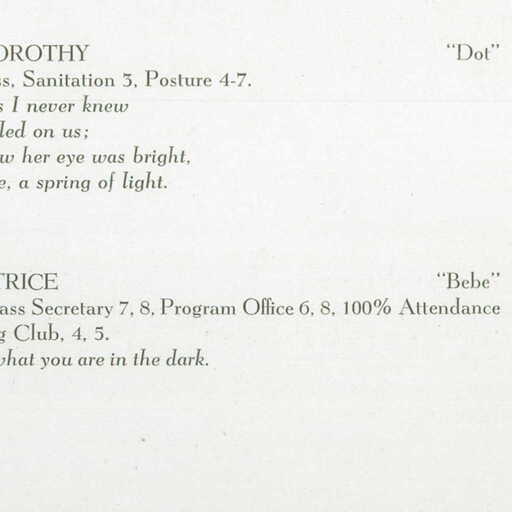 OROTHY “Dot”
ss, Sanitation 3, Posture 4-7.
s I never knew
led on us;
w her eye was bright,
e, a spring of light.
TRICE “Bebe”
ass Secretary 7, 8, Program Office 6, 8, 100% Attendance
g Club, 4, 5.
what you are in the dark.